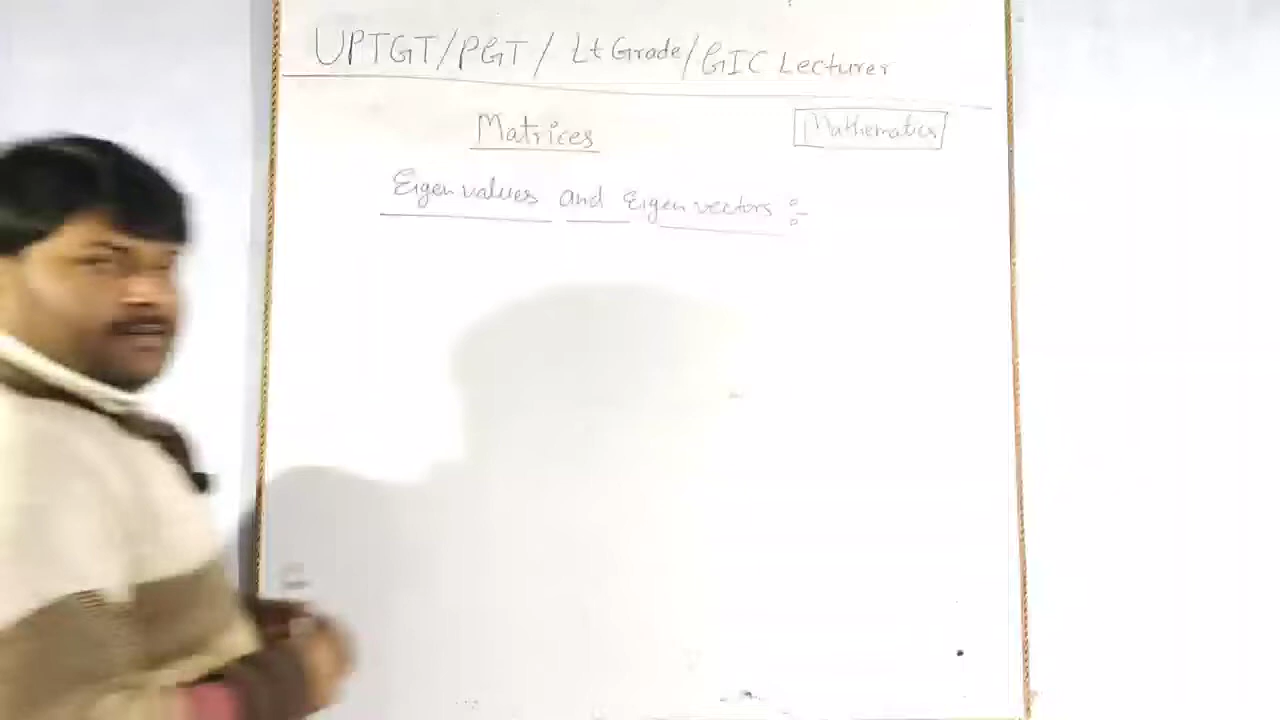 UPTGT/PGT/ Lt Grade/GIC Lecturer
Matrices
Mathematics
Eigen values and Eigen vectors :-